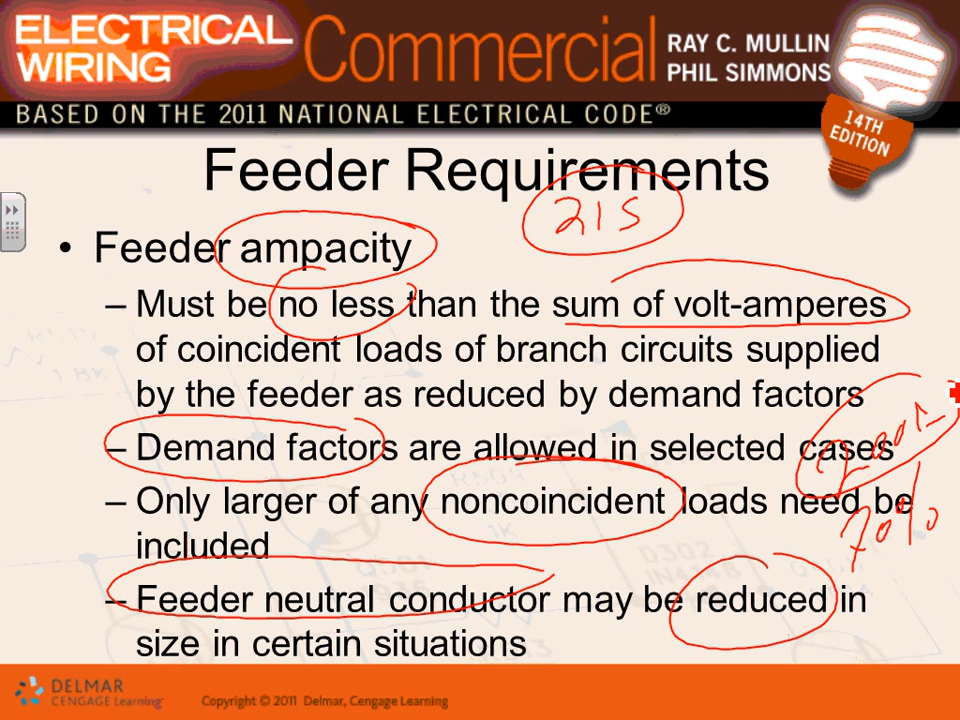 ELECTRICAL
WIRING
Commercial
RAY C. MULLIN
PHIL SIMMONS
BASED ON THE 2011 NATIONAL ELECTRICAL CODE®
14TH
EDITION
Feeder Requirements
215
• Feeder ampacity
– Must be no less than the sum of volt-amperes
of coincident loads of branch circuits supplied
by the feeder as reduced by demand factors
– Demand factors are allowed in selected cases
– Only larger of any noncoincident loads need be
included
70%
– Feeder neutral conductor may be reduced in
size in certain situations
DELMAR
CENGAGE Learning
Copyright © 2011 Delmar, Cengage Learning